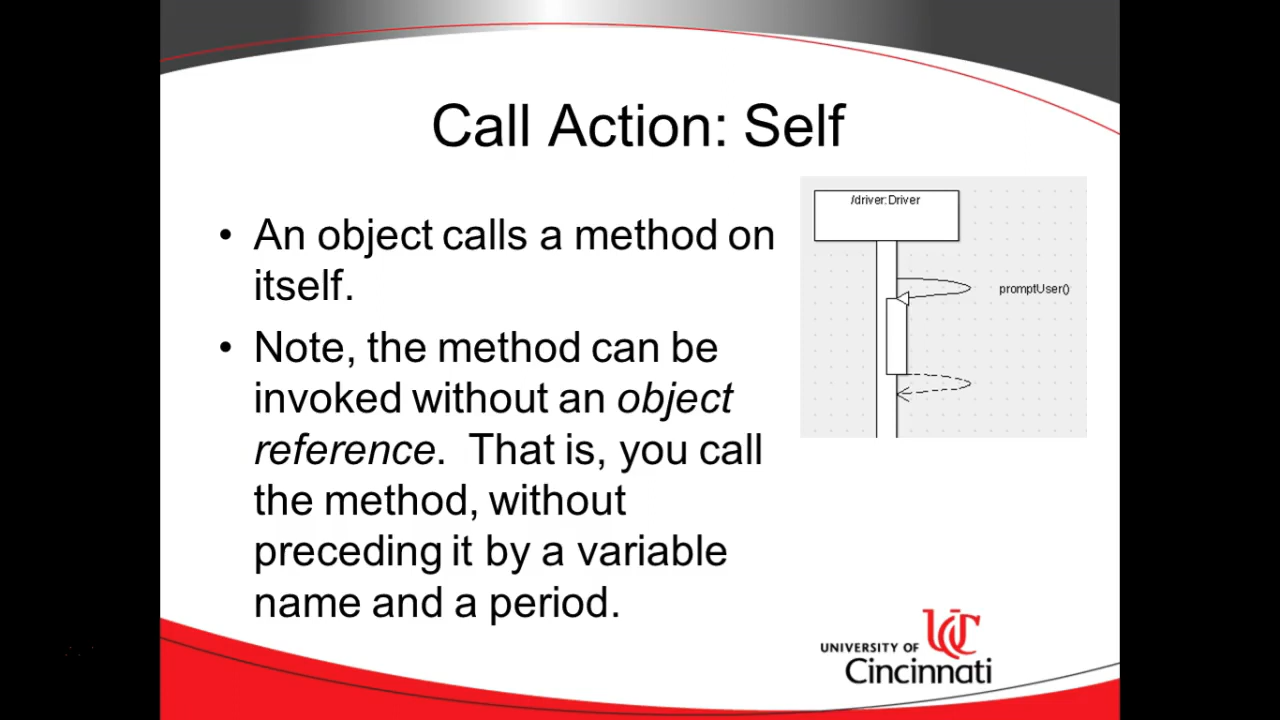 Call Action: Self
• An object calls a method on
itself.
• Note, the method can be
invoked without an object
reference. That is, you call
the method, without
preceding it by a variable
name and a period.
/driver:Driver
promptUser()
UC
UNIVERSITY OF
Cincinnati